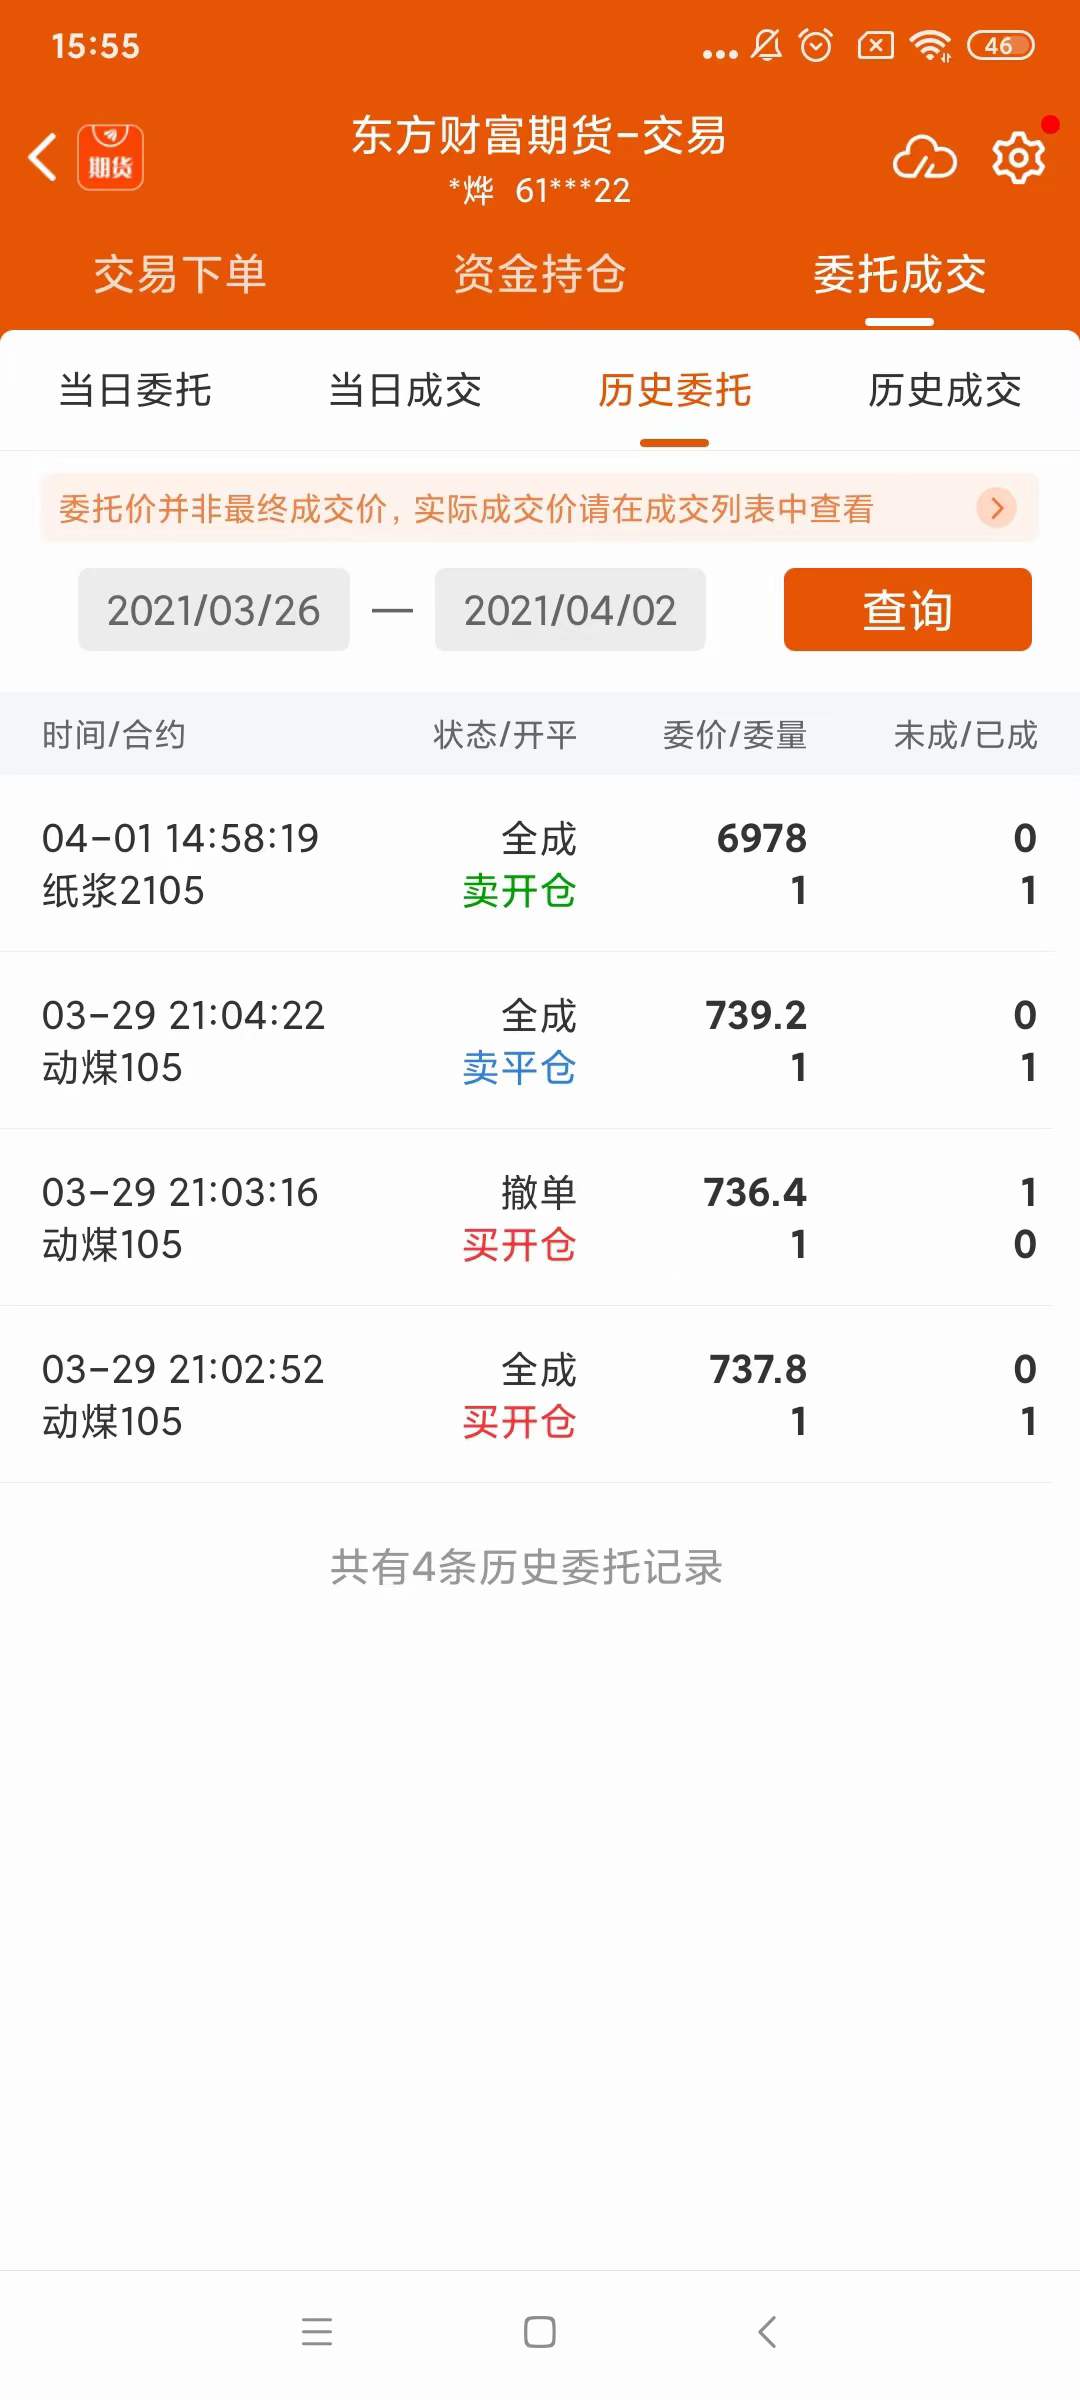 15:55
46
东方财富期货-交易
期货
*烨 61***22
交易下单 资金持仓 委托成交
当日委托 当日成交 历史委托 历史成交
委托价并非最终成交价, 实际成交价请在成交列表中查看
2021/03/26 — 2021/04/02 查询
时间/合约 状态/开平 委价/委量 未成/已成
04-01 14:58:19 全成 6978 0
纸浆2105 卖开仓 1 1
03-29 21:04:22 全成 739.2 0
动煤105 卖平仓 1 1
03-29 21:03:16 撤单 736.4 1
动煤105 买开仓 1 0
03-29 21:02:52 全成 737.8 0
动煤105 买开仓 1 1
共有4条历史委托记录